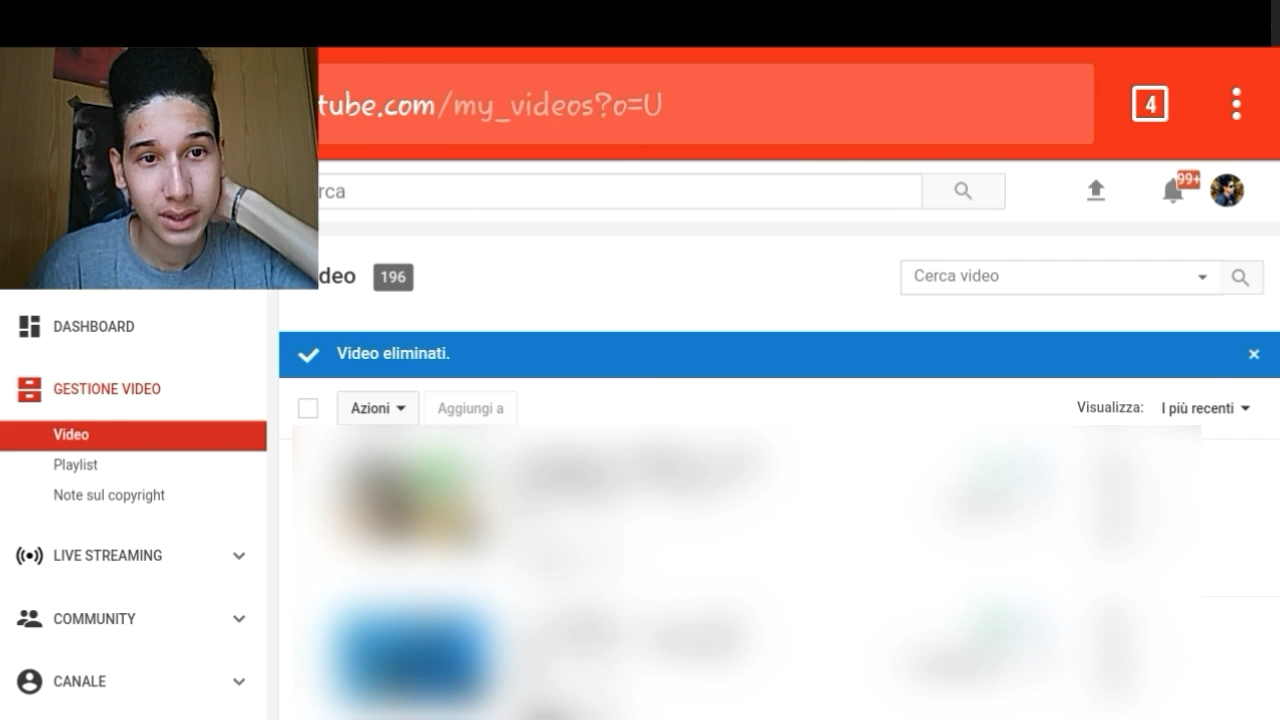 tube.com/my_videos?o=U
4
rca
99+
deo 196
Cerca video
DASHBOARD
Video eliminati.
GESTIONE VIDEO
Azioni
Aggiungi a
Visualizza: I più recenti
Video
Playlist
Note sul copyright
LIVE STREAMING
COMMUNITY
CANALE